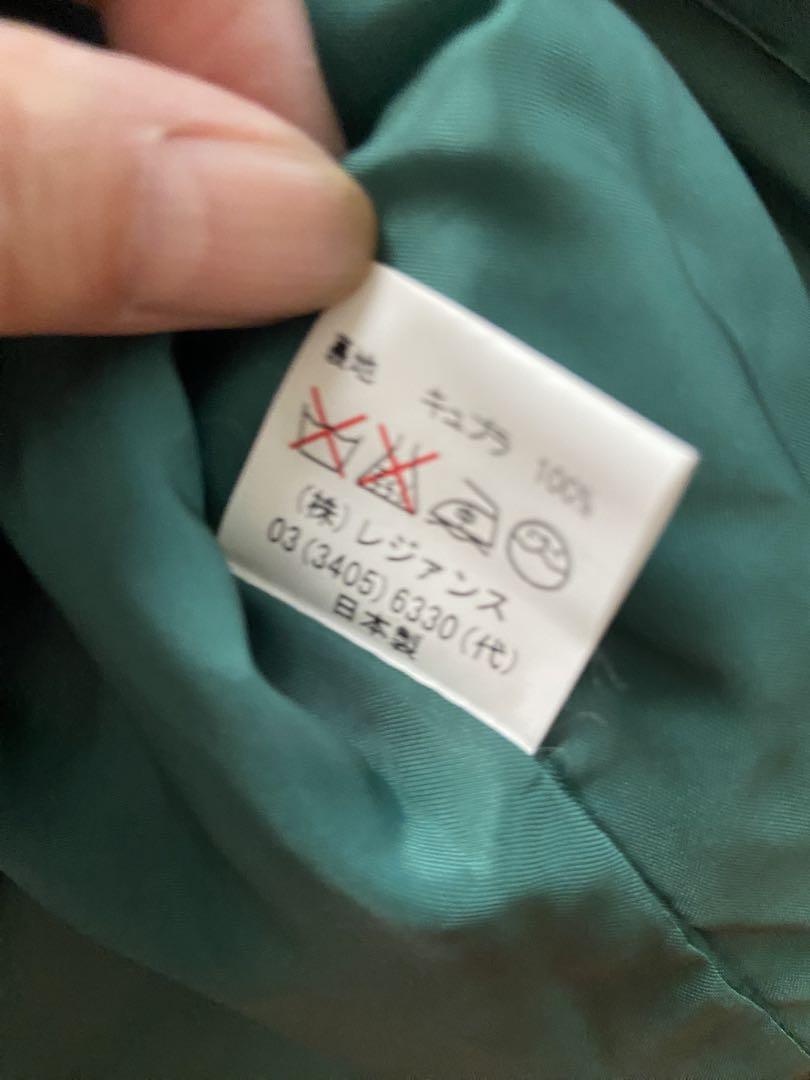 裏地 キュプラ 100%
(株)レジァンス
03(3405)6330(代)
日本製